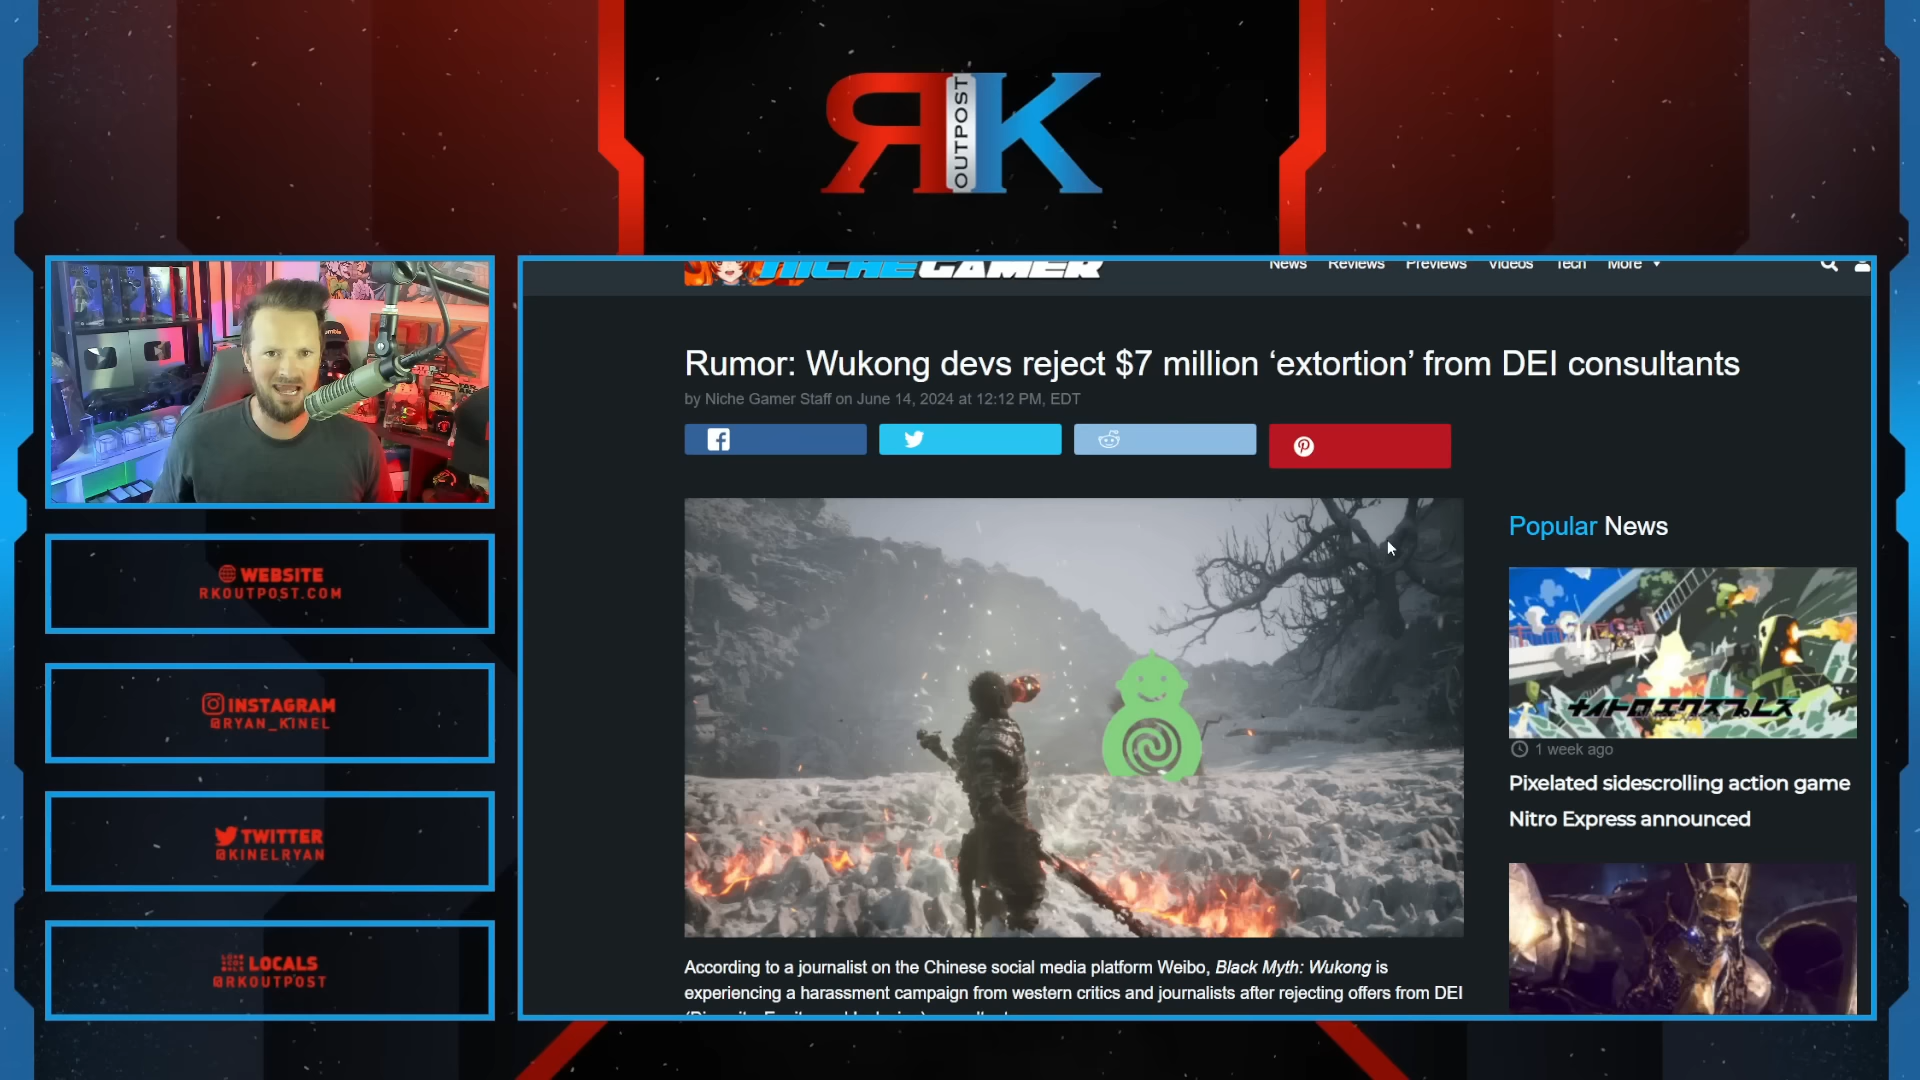 RK
OUTPOST
NICHE GAMER
News Reviews Previews Videos Tech More
Rumor: Wukong devs reject $7 million ‘extortion’ from DEI consultants
by Niche Gamer Staff on June 14, 2024 at 12:12 PM, EDT
Popular News
ナイトロエクスプレス
1 week ago
Pixelated sidescrolling action game
Nitro Express announced
According to a journalist on the Chinese social media platform Weibo, Black Myth: Wukong is
experiencing a harassment campaign from western critics and journalists after rejecting offers from DEI
WEBSITE
RKOUTPOST.COM
INSTAGRAM
@RYAN_KINEL
TWITTER
@KINELRYAN
LOCALS
@RKOUTPOST